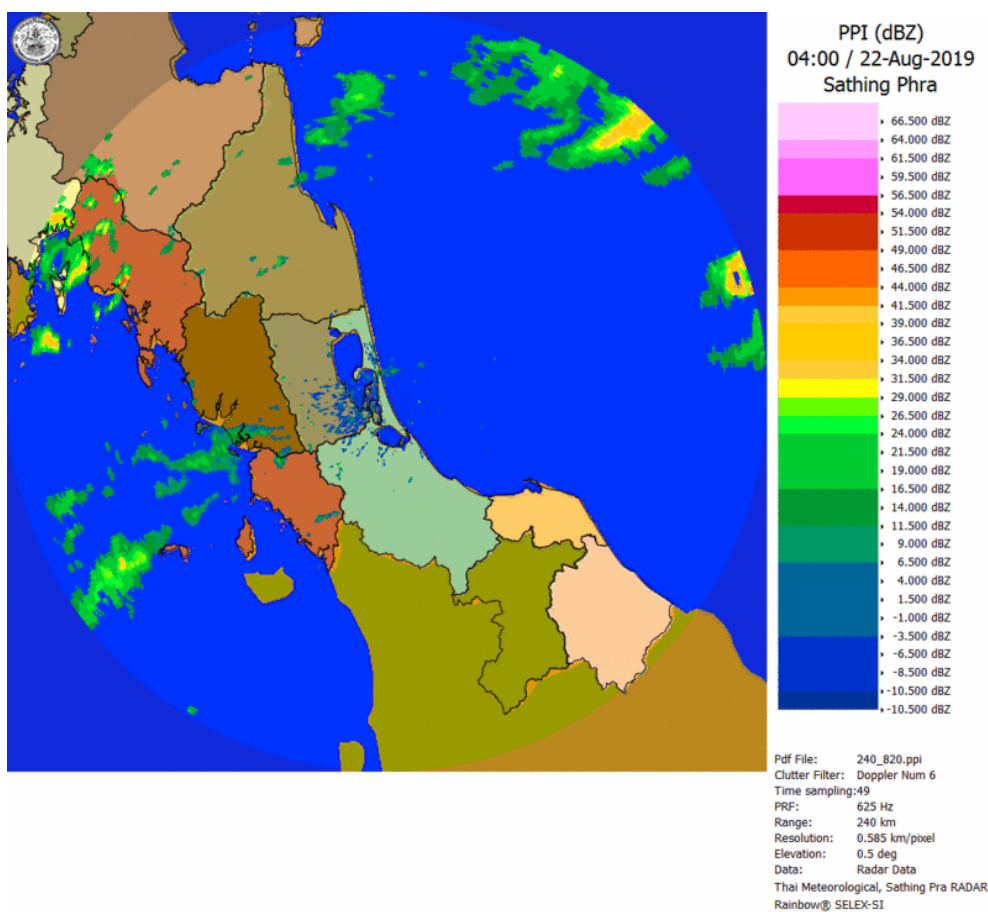 PPI (dBZ)
04:00 / 22-Aug-2019
Sathing Phra
66.500 dBZ
64.000 dBZ
61.500 dBZ
59.500 dBZ
56.500 dBZ
54.000 dBZ
51.500 dBZ
49.000 dBZ
46.500 dBZ
44.000 dBZ
41.500 dBZ
39.000 dBZ
36.500 dBZ
34.000 dBZ
31.500 dBZ
29.000 dBZ
26.500 dBZ
24.000 dBZ
21.500 dBZ
19.000 dBZ
16.500 dBZ
14.000 dBZ
11.500 dBZ
9.000 dBZ
6.500 dBZ
4.000 dBZ
1.500 dBZ
-1.000 dBZ
-3.500 dBZ
-6.500 dBZ
-8.500 dBZ
-10.500 dBZ
-10.500 dBZ
Pdf File: 240_820.ppi
Clutter Filter: Doppler Num 6
Time sampling:49
PRF: 625 Hz
Range: 240 km
Resolution: 0.585 km/pixel
Elevation: 0.5 deg
Data: Radar Data
Thai Meteorological, Sathing Pra RADAR
Rainbow® SELEX-SI